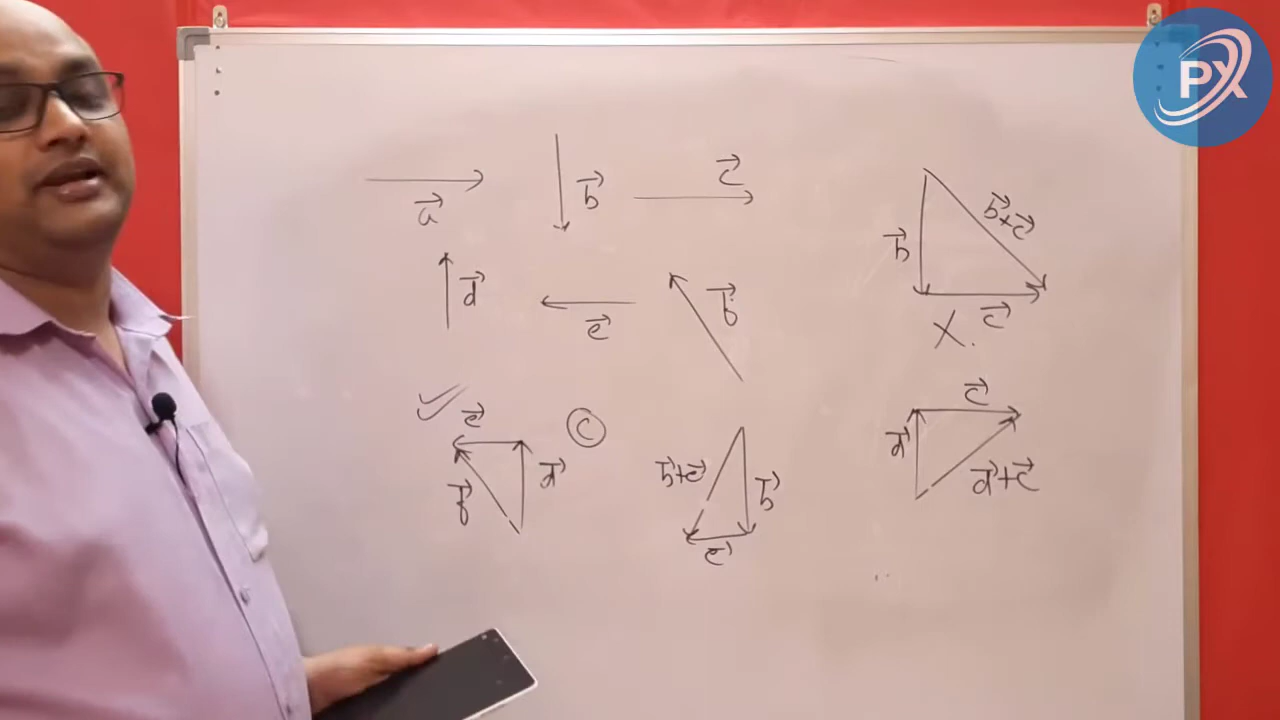 PX
a⃗
b⃗
c⃗
d⃗
e⃗
f⃗
b⃗
b⃗+c⃗
c⃗
X.
e⃗
C
d⃗
f⃗
b⃗+e⃗
b⃗
e⃗
c⃗
d⃗
d⃗+c⃗